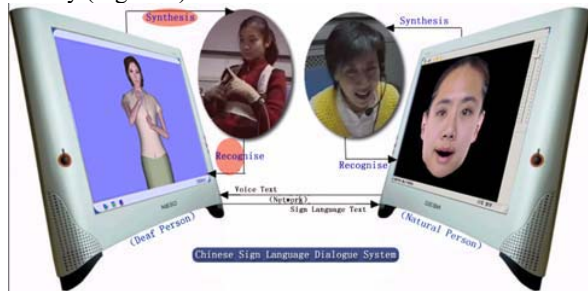 Synthesis
Synthesis
Recognise
Recognise
Voice Text
(Network)
Sign Language Text
(Deaf Person)
(Natural Person)
Chinese Sign Language Dialogue System